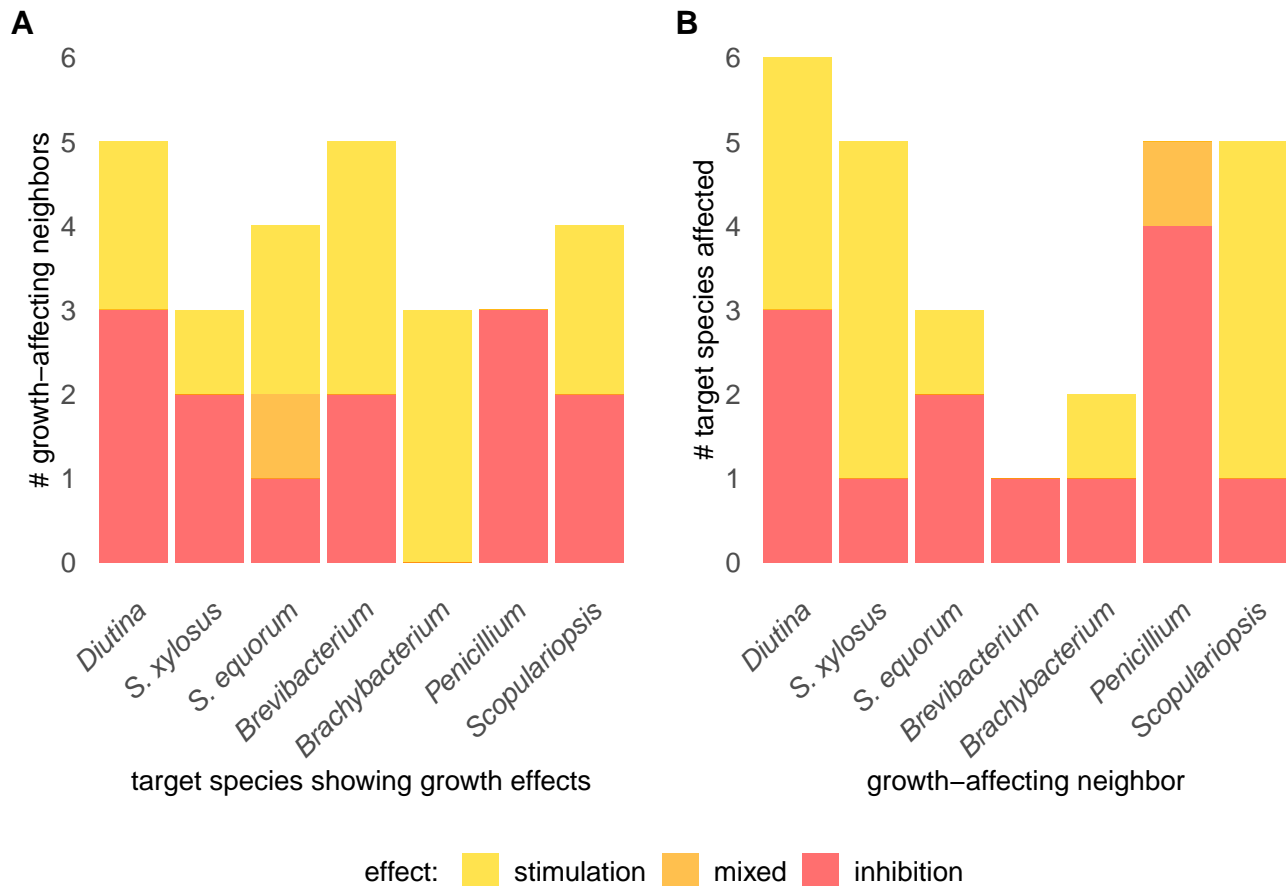 A
# growth−affecting neighbors
6
5
4
3
2
1
0
Diutina
S. xylosus
S. equorum
Brevibacterium
Brachybacterium
Penicillium
Scopulariopsis
target species showing growth effects
B
# target species affected
6
5
4
3
2
1
0
Diutina
S. xylosus
S. equorum
Brevibacterium
Brachybacterium
Penicillium
Scopulariopsis
growth−affecting neighbor
effect: stimulation mixed inhibition